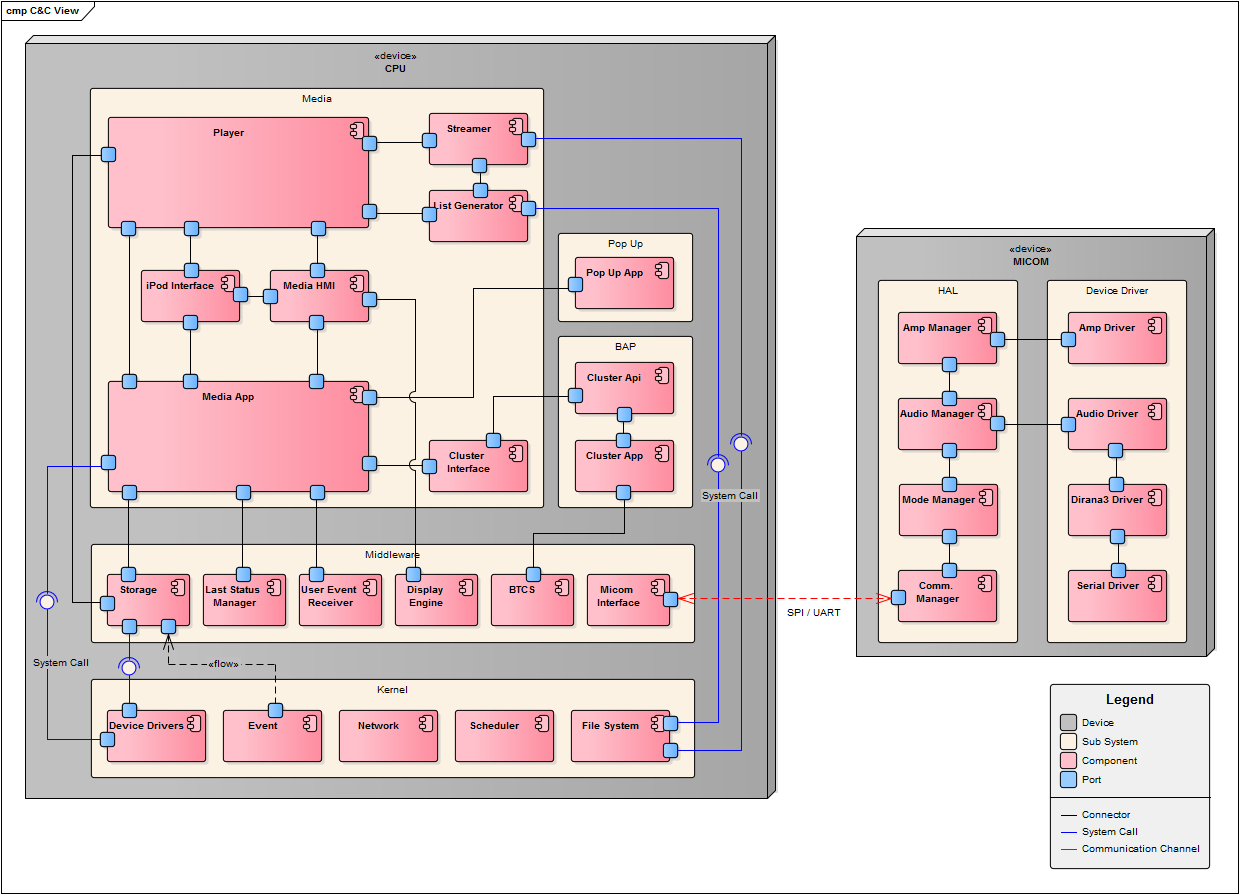 cmp C&C View
«device»
CPU
Media
Player
Streamer
List Generator
iPod Interface
Media HMI
Media App
Cluster
Interface
Pop Up
Pop Up App
BAP
Cluster Api
Cluster App
System Call
Middleware
Storage
Last Status
Manager
User Event
Receiver
Display
Engine
BTCS
Micom
Interface
SPI / UART
System Call
«flow»
Kernel
Device Drivers
Event
Network
Scheduler
File System
«device»
MICOM
HAL
Amp Manager
Audio Manager
Mode Manager
Comm.
Manager
Device Driver
Amp Driver
Audio Driver
Dirana3 Driver
Serial Driver
Legend
Device
Sub System
Component
Port
Connector
System Call
Communication Channel